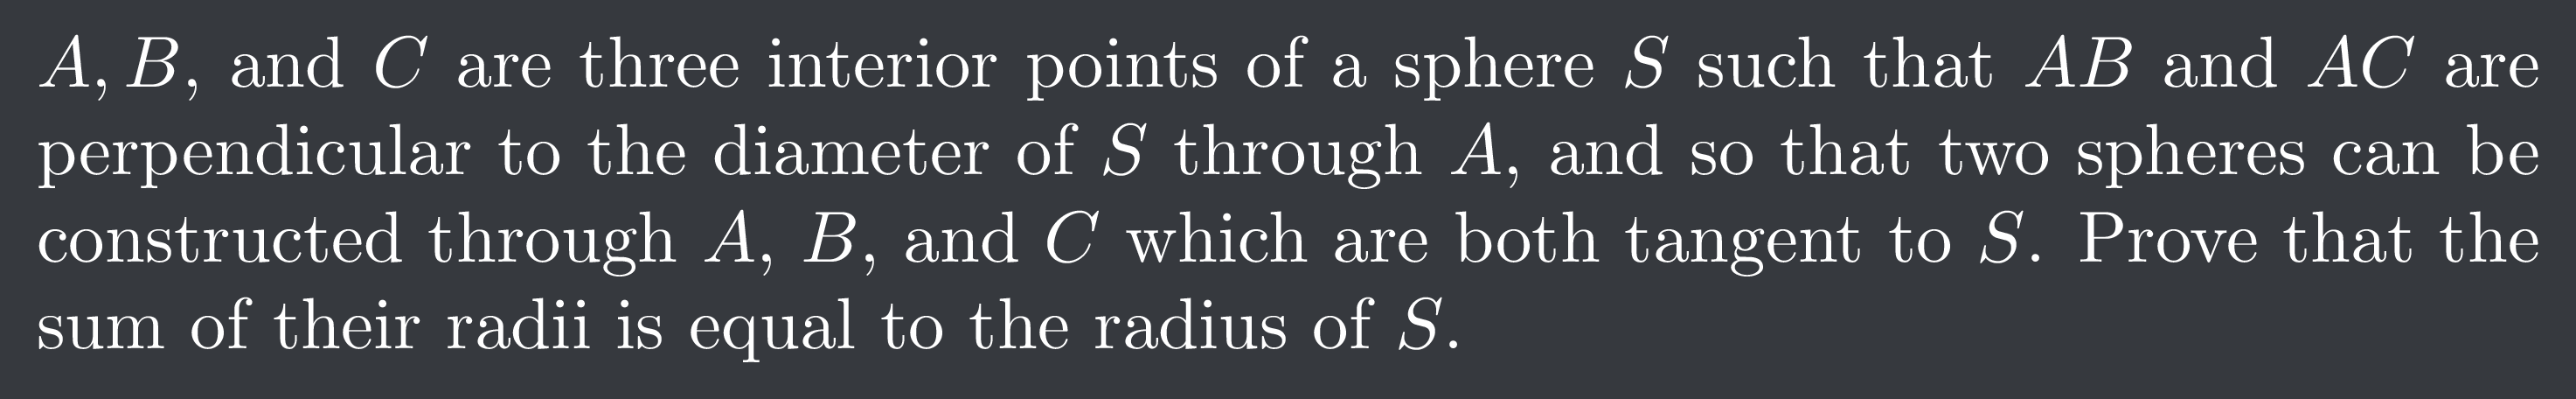 A, B, and C are three interior points of a sphere S such that AB and AC are
perpendicular to the diameter of S through A, and so that two spheres can be
constructed through A, B, and C which are both tangent to S. Prove that the
sum of their radii is equal to the radius of S.